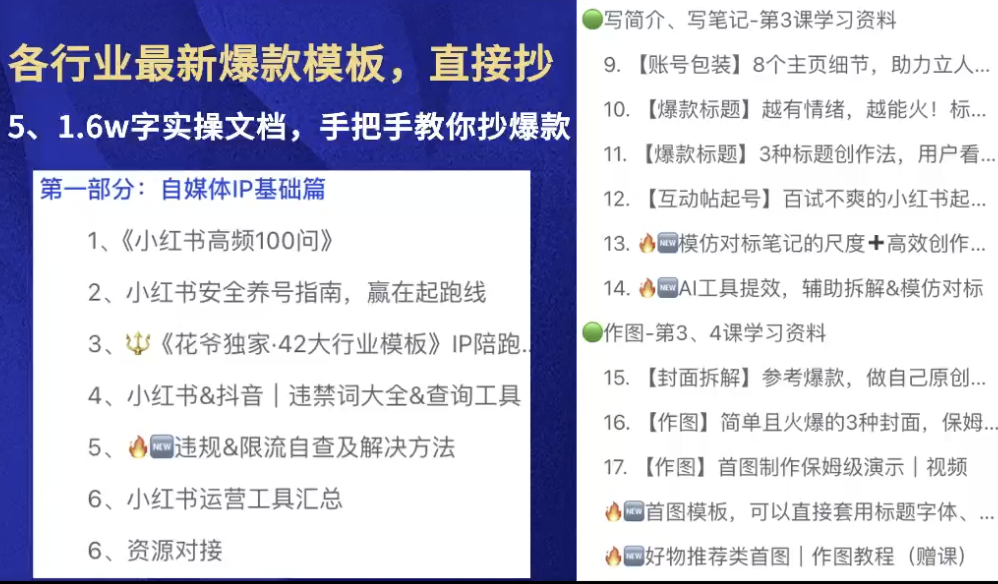 各行业最新爆款模板，直接抄
5、1.6w字实操文档，手把手教你抄爆款
第一部分：自媒体IP基础篇
1、《小红书高频100问》
2、小红书安全养号指南，赢在起跑线
3、🔱《花爷独家·42大行业模板》IP陪跑...
4、小红书&抖音｜违禁词大全&查询工具
5、🔥🆕违规&限流自查及解决方法
6、小红书运营工具汇总
6、资源对接
🟢写简介、写笔记-第3课学习资料
9. 【账号包装】8个主页细节，助力立人...
10. 【爆款标题】越有情绪，越能火！标...
11. 【爆款标题】3种标题创作法，用户看...
12. 【互动帖起号】百试不爽的小红书起...
13. 🔥🆕模仿对标笔记的尺度➕高效创作...
14. 🔥🆕AI工具提效，辅助拆解&模仿对标
🟢作图-第3、4课学习资料
15. 【封面拆解】参考爆款，做自己原创...
16. 【作图】简单且火爆的3种封面，保姆...
17. 【作图】首图制作保姆级演示｜视频
🔥🆕首图模板，可以直接套用标题字体、...
🔥🆕好物推荐类首图｜作图教程（赠课）